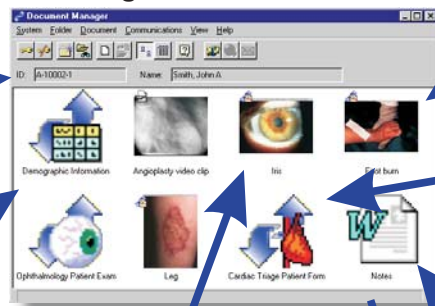 Document Manager
System Folder Document Communications View Help
ID: A-10002-1 Name: Smith, John A
Demographic Information Angioplasty video clip Iris Foot burn
Ophthalmology Patient Exam Leg Cardiac Triage Patient Form Notes